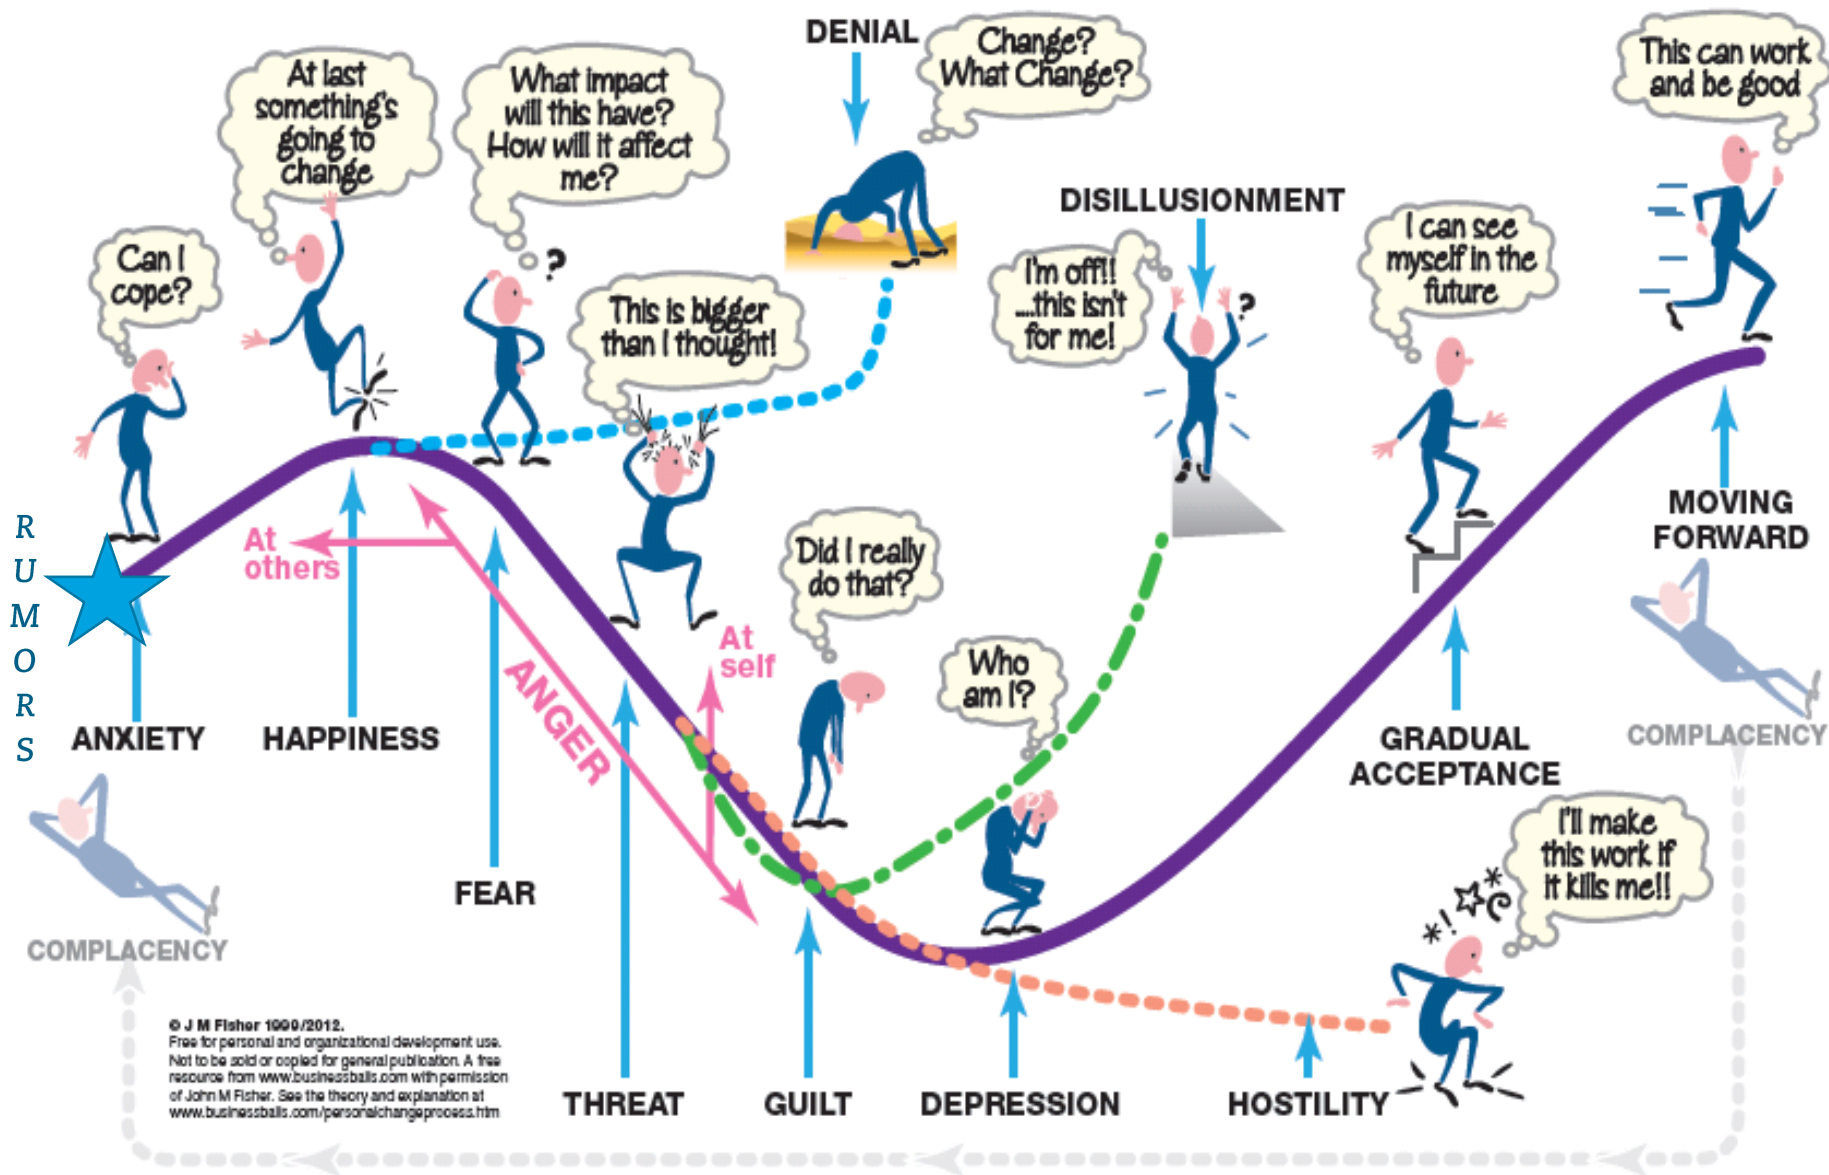 DENIAL
Change?
What Change?
At last
something's
going to
change
What impact
will this have?
How will it affect
me?
This can work
and be good
DISILLUSIONMENT
Can I
cope?
?
I'm off!!
....this isn't
for me!
?
I can see
myself in the
future
This is bigger
than I thought!
R
U
M
O
R
S
At
others
Did I really
do that?
At
self
ANGER
Who
am I?
MOVING
FORWARD
ANXIETY
HAPPINESS
GRADUAL
ACCEPTANCE
COMPLACENCY
FEAR
I'll make
this work if
it kills me!!
COMPLACENCY
© J M Fisher 1999/2012.
Free for personal and organizational development use.
Not to be sold or copied for general publication. A free
resource from www.businessballs.com with permission
of John M Fisher. See the theory and explanation at
www.businessballs.com/personalchangeprocess.htm
THREAT
GUILT
DEPRESSION
HOSTILITY